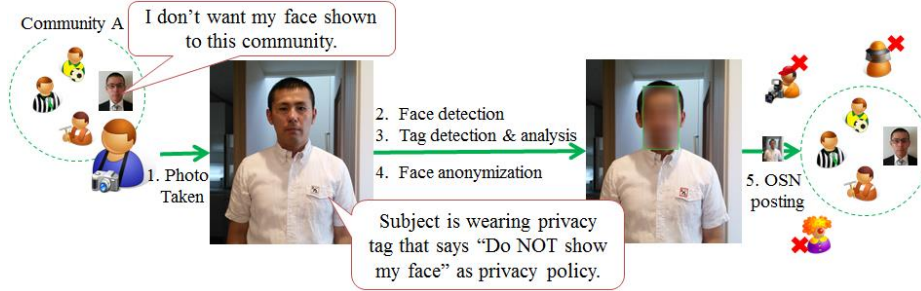 Community A
I don’t want my face shown
to this community.
1. Photo
Taken
2. Face detection
3. Tag detection & analysis
4. Face anonymization
Subject is wearing privacy
tag that says “Do NOT show
my face” as privacy policy.
5. OSN
posting